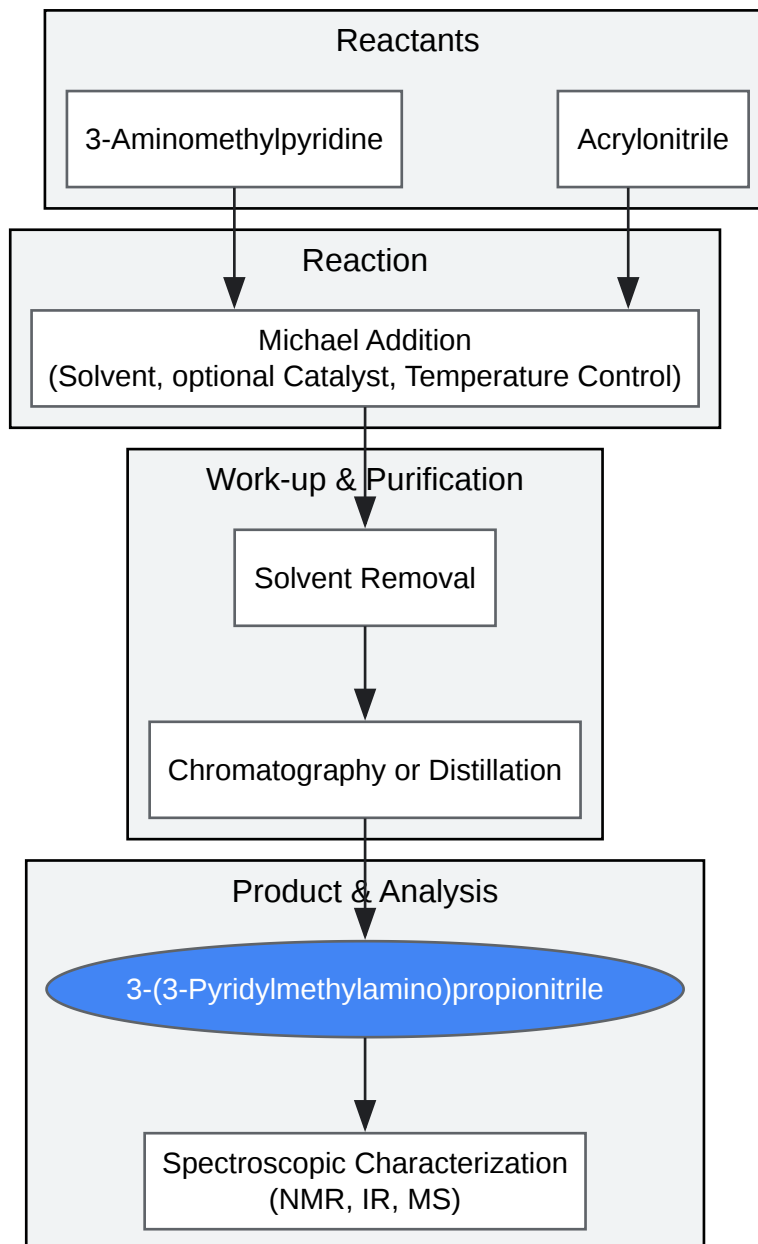 Reactants
3-Aminomethylpyridine
Acrylonitrile
Reaction
Michael Addition
(Solvent, optional Catalyst, Temperature Control)
Work-up & Purification
Solvent Removal
Chromatography or Distillation
Product & Analysis
3-(3-Pyridylmethylamino)propionitrile
Spectroscopic Characterization
(NMR, IR, MS)